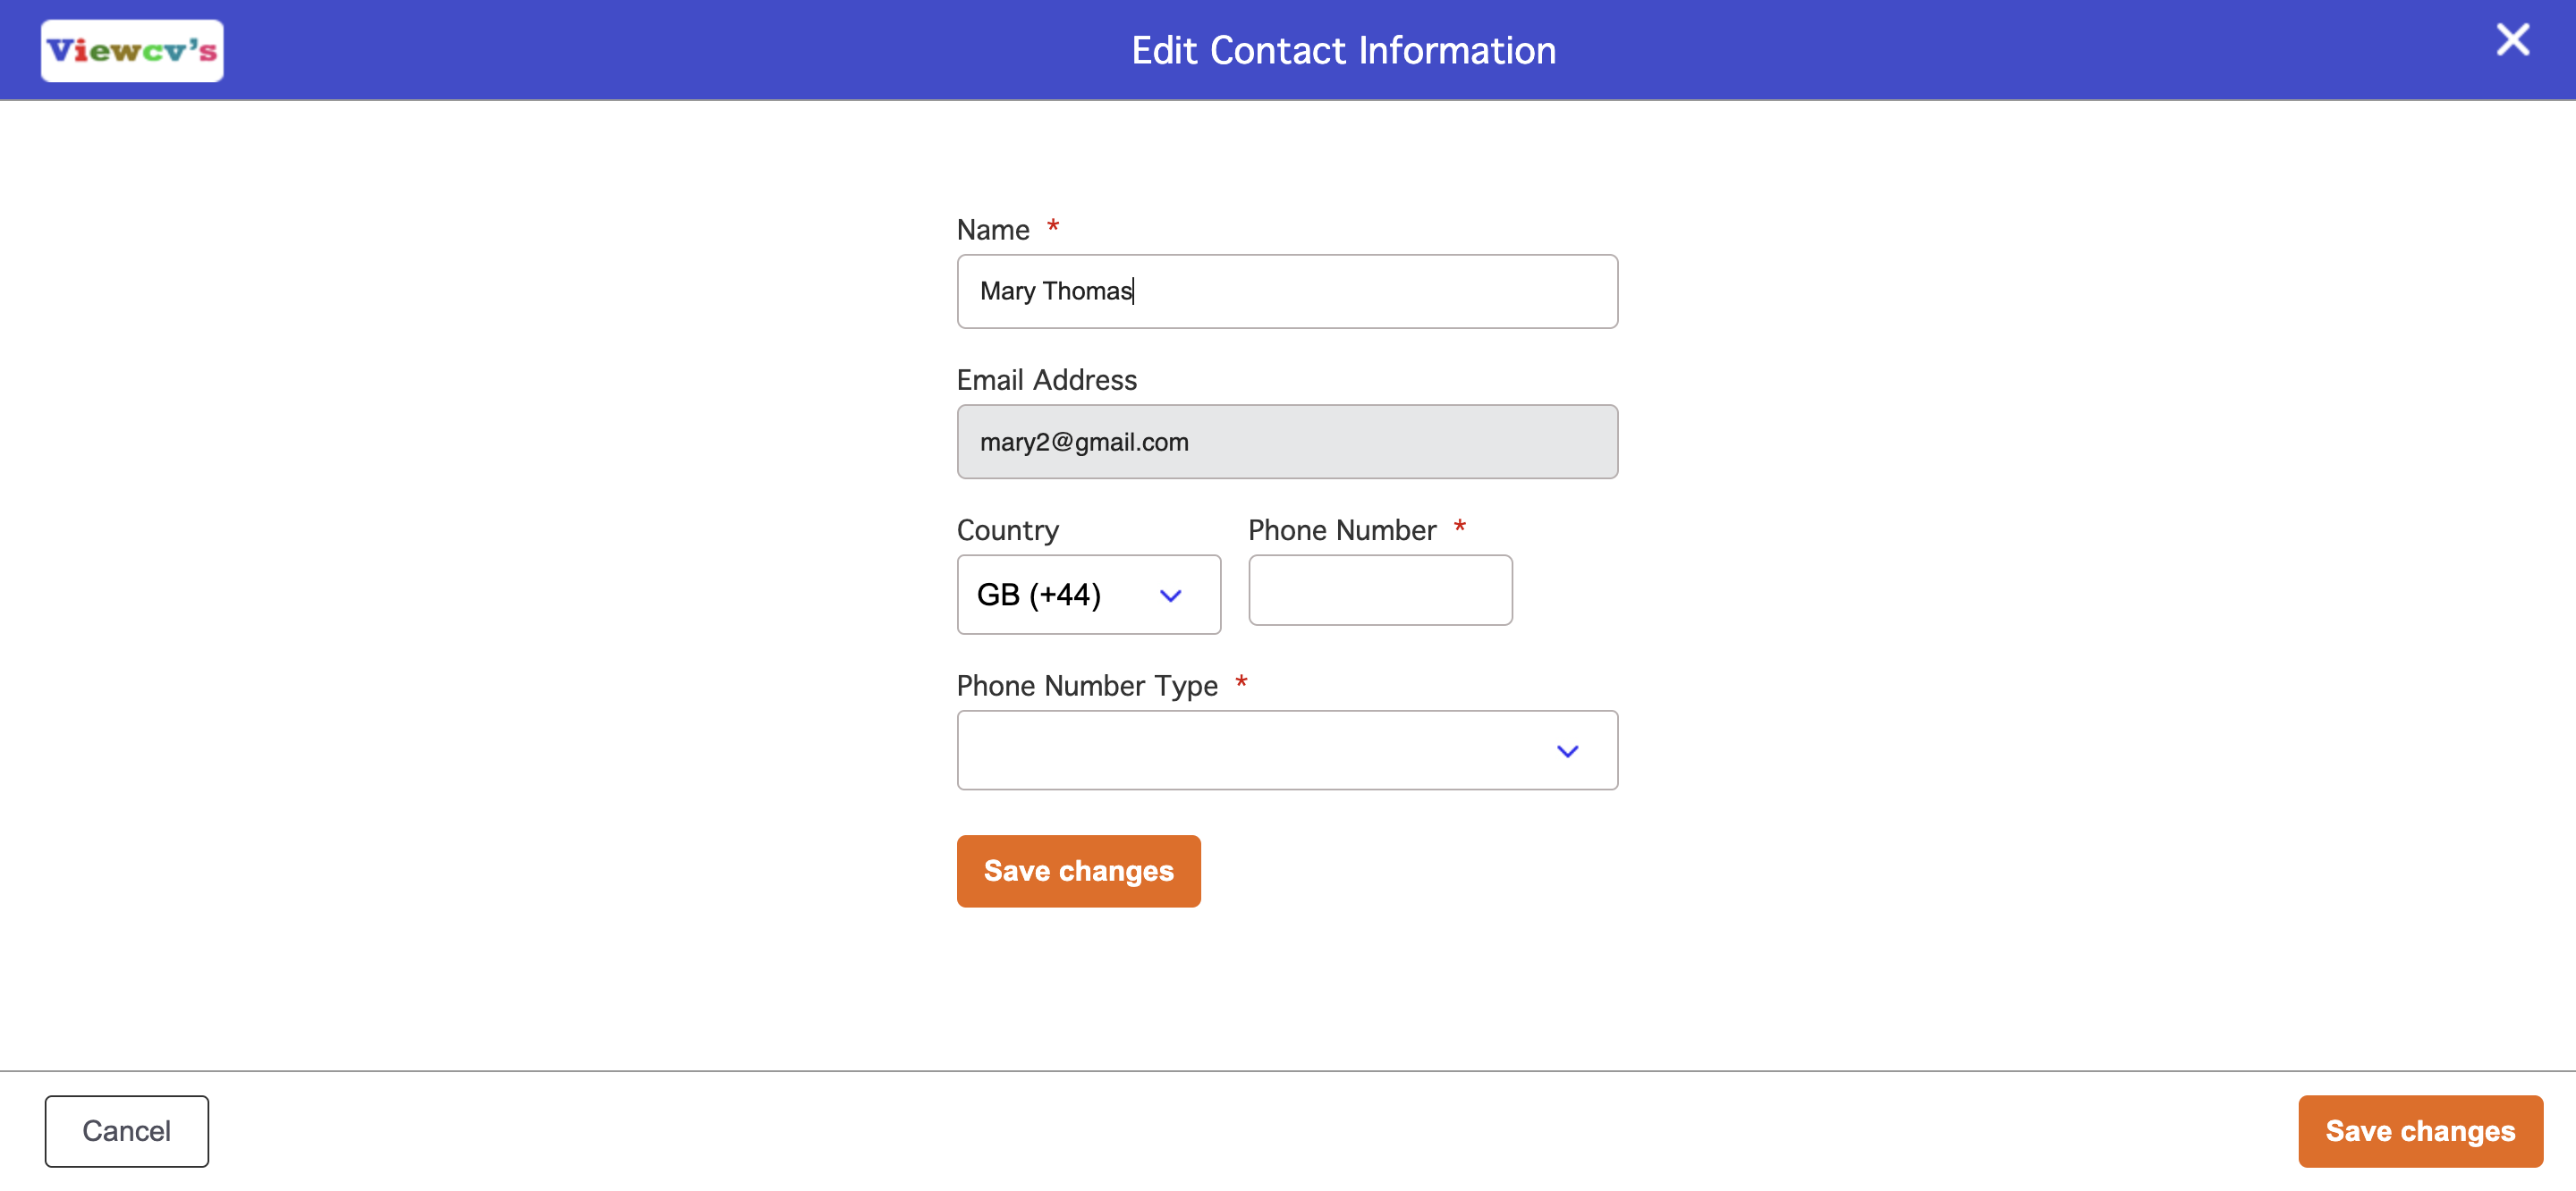 Viewcv's
Edit Contact Information
Name *
Mary Thomas
Email Address
mary2@gmail.com
Country
Phone Number *
GB (+44)
Phone Number Type *
Save changes
Cancel
Save changes